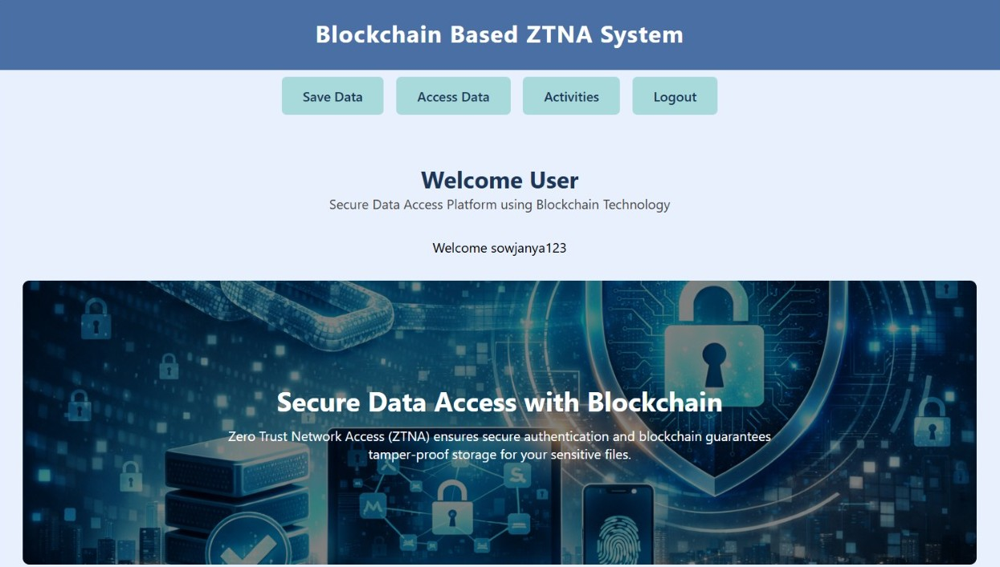 Blockchain Based ZTNA System
Save Data Access Data Activities Logout
Welcome User
Secure Data Access Platform using Blockchain Technology
Welcome sowjanya123
Secure Data Access with Blockchain
Zero Trust Network Access (ZTNA) ensures secure authentication and blockchain guarantees
tamper-proof storage for your sensitive files.